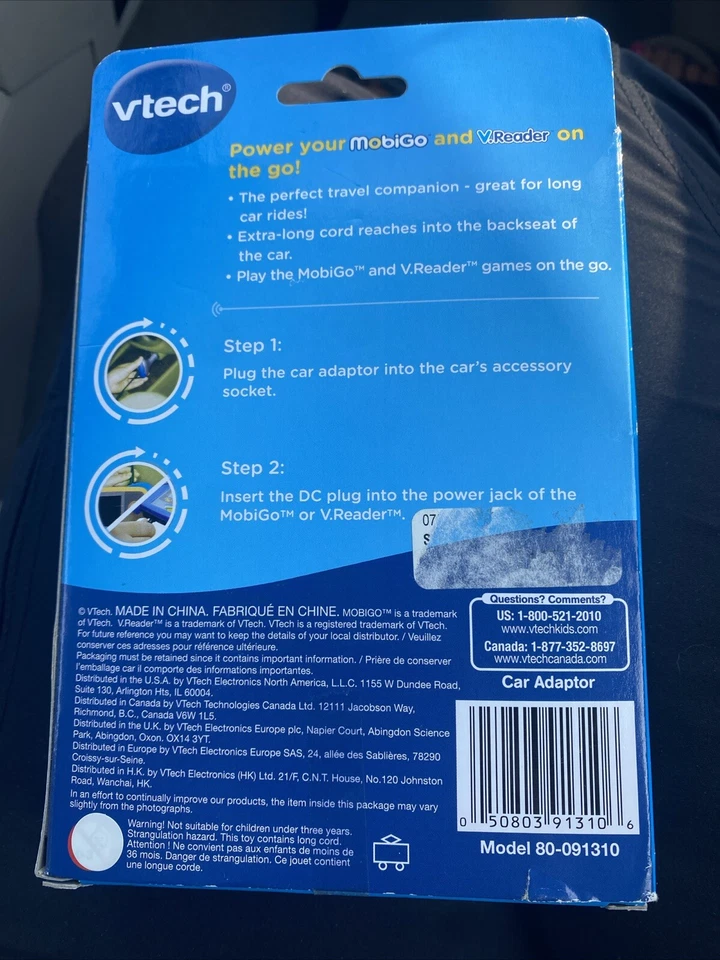 vtech®
Power your MobiGo and V.Reader on
the go!
• The perfect travel companion - great for long
car rides!
• Extra-long cord reaches into the backseat of
the car.
• Play the MobiGo™ and V.Reader™ games on the go.
Step 1:
Plug the car adaptor into the car's accessory
socket.
Step 2:
Insert the DC plug into the power jack of the
MobiGo™ or V.Reader™.
07
S
© VTech. MADE IN CHINA. FABRIQUÉ EN CHINE. MOBIGO™ is a trademark
of VTech. V.Reader™ is a trademark of VTech. VTech is a registered trademark of VTech.
For future reference you may want to keep the details of your local distributor. / Veuillez
conserver ces adresses pour référence ultérieure.
Packaging must be retained since it contains important information. / Prière de conserver
l'emballage car il comporte des informations importantes.
Distributed in the U.S.A. by VTech Electronics North America, L.L.C. 1155 W Dundee Road,
Suite 130, Arlington Hts, IL 60004.
Distributed in Canada by VTech Technologies Canada Ltd. 12111 Jacobson Way,
Richmond, B.C., Canada V6W 1L5.
Distributed in the U.K. by VTech Electronics Europe plc, Napier Court, Abingdon Science
Park, Abingdon, Oxon. OX14 3YT.
Distributed in Europe by VTech Electronics Europe SAS, 24, allée des Sablières, 78290
Croissy-sur-Seine.
Distributed in H.K. by VTech Electronics (HK) Ltd. 21/F, C.N.T. House, No.120 Johnston
Road, Wanchai, HK.
In an effort to continually improve our products, the item inside this package may vary
slightly from the photographs.
Warning! Not suitable for children under three years.
Strangulation hazard. This toy contains long cord.
Attention ! Ne convient pas aux enfants de moins de
36 mois. Danger de strangulation. Ce jouet contient
une longue corde.
Questions? Comments?
US: 1-800-521-2010
www.vtechkids.com
Canada: 1-877-352-8697
www.vtechcanada.com
Car Adaptor
0 50803 91310 6
Model 80-091310